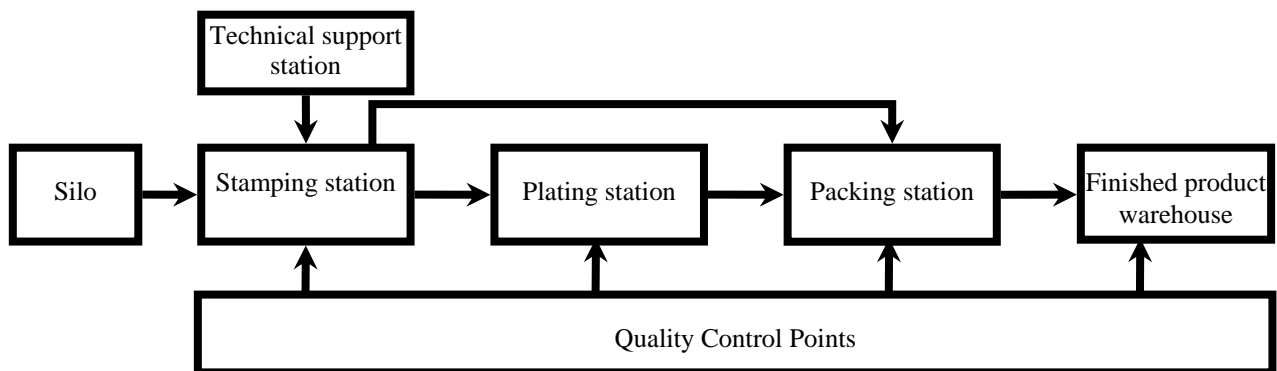 Technical support
station
Silo
Stamping station
Plating station
Packing station
Finished product
warehouse
Quality Control Points